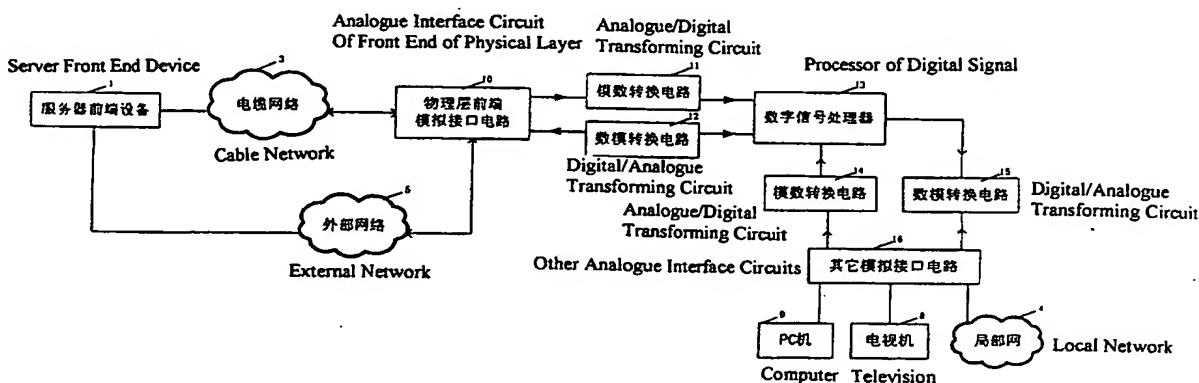 Analogue Interface Circuit
Of Front End of Physical Layer
Analogue/Digital
Transforming Circuit
Server Front End Device
Processor of Digital Signal
1
服务器前端设备
3
电缆网络
Cable Network
10
物理层前端
模拟接口电路
11
模数转换电路
12
数模转换电路
Digital/Analogue
Transforming Circuit
13
数字信号处理器
14
模数转换电路
Analogue/Digital
Transforming Circuit
15
数模转换电路
Digital/Analogue
Transforming Circuit
5
外部网络
External Network
Other Analogue Interface Circuits
16
其它模拟接口电路
9
PC机
Computer
8
电视机
Television
4
局部网
Local Network